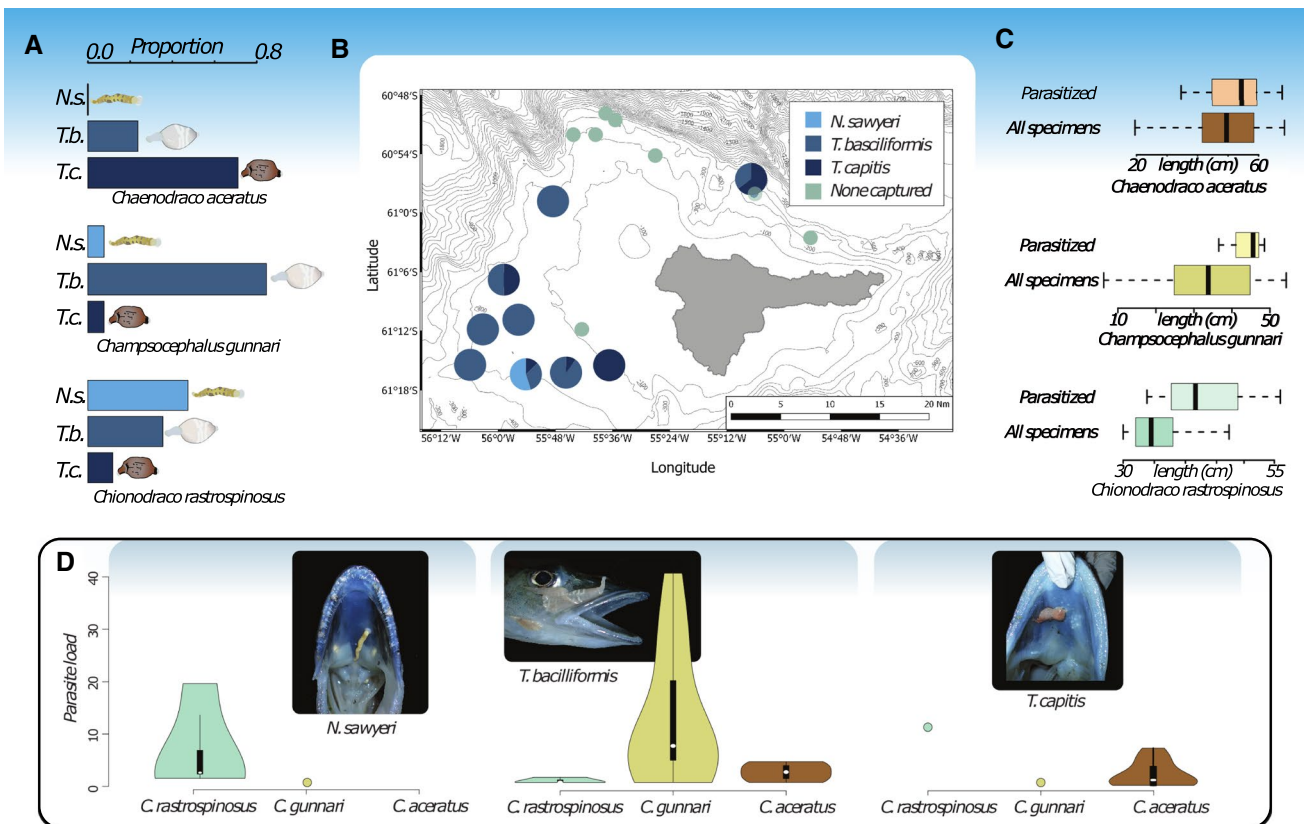 A
0.0 Proportion 0.8
N.s.
T.b.
T.c.
Chaenodraco aceratus
N.s.
T.b.
T.c.
Champsocephalus gunnari
N.s.
T.b.
T.c.
Chionodraco rastrospinosus
B
60°48'S
60°54'S
61°0'S
61°6'S
61°12'S
61°18'S
Latitude
N. sawyeri
T. basciliformis
T. capitis
None captured
0 5 10 15 20 Nm
56°12'W 56°0'W 55°48'W 55°36'W 55°24'W 55°12'W 55°0'W 54°48'W 54°36'W
Longitude
C
Parasitized
All specimens
20 length (cm) 60
Chaenodraco aceratus
Parasitized
All specimens
10 length (cm) 50
Champsocephalus gunnari
Parasitized
All specimens
30 length (cm) 55
Chionodraco rastrospinosus
D
Parasite load
40
30
20
10
0
N. sawyeri
C. rastrospinosus C. gunnari C. aceratus
T. bacilliformis
C. rastrospinosus C. gunnari C. aceratus
T. capitis
C. rastrospinosus C. gunnari C. aceratus